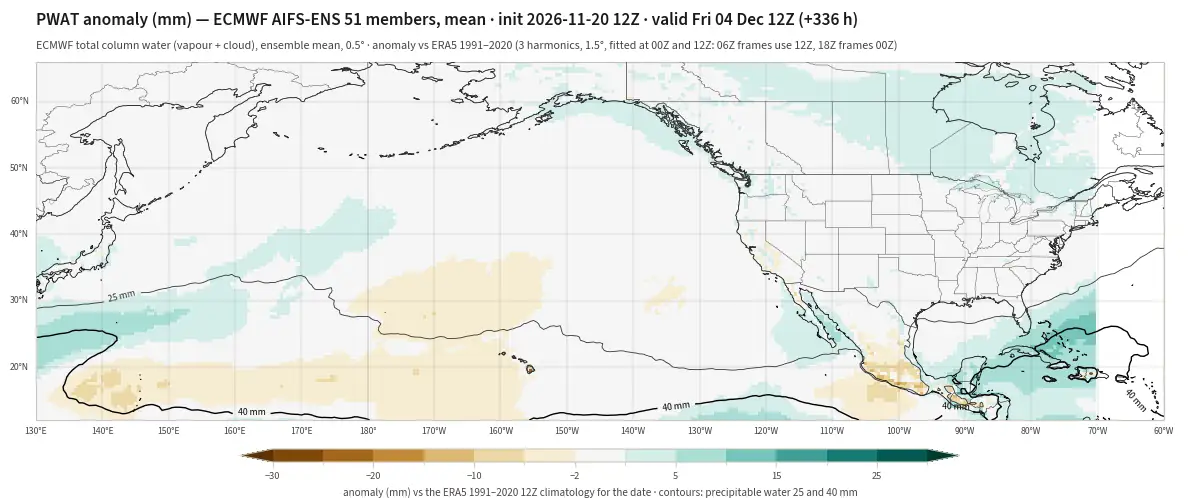 PWAT anomaly (mm) — ECMWF AIFS-ENS 51 members, mean · init 2026-11-20 12Z · valid Fri 04 Dec 12Z (+336 h)
ECMWF total column water (vapour + cloud), ensemble mean, 0.5° · anomaly vs ERA5 1991–2020 (3 harmonics, 1.5°, fitted at 00Z and 12Z: 06Z frames use 12Z, 18Z frames 00Z)
60°N
50°N
40°N
30°N
20°N
25 mm
40 mm
40 mm
40 mm
40 mm
130°E 140°E 150°E 160°E 170°E 180° 170°W 160°W 150°W 140°W 130°W 120°W 110°W 100°W 90°W 80°W 70°W 60°W
−30 −20 −10 −2 5 15 25
anomaly (mm) vs the ERA5 1991–2020 12Z climatology for the date · contours: precipitable water 25 and 40 mm